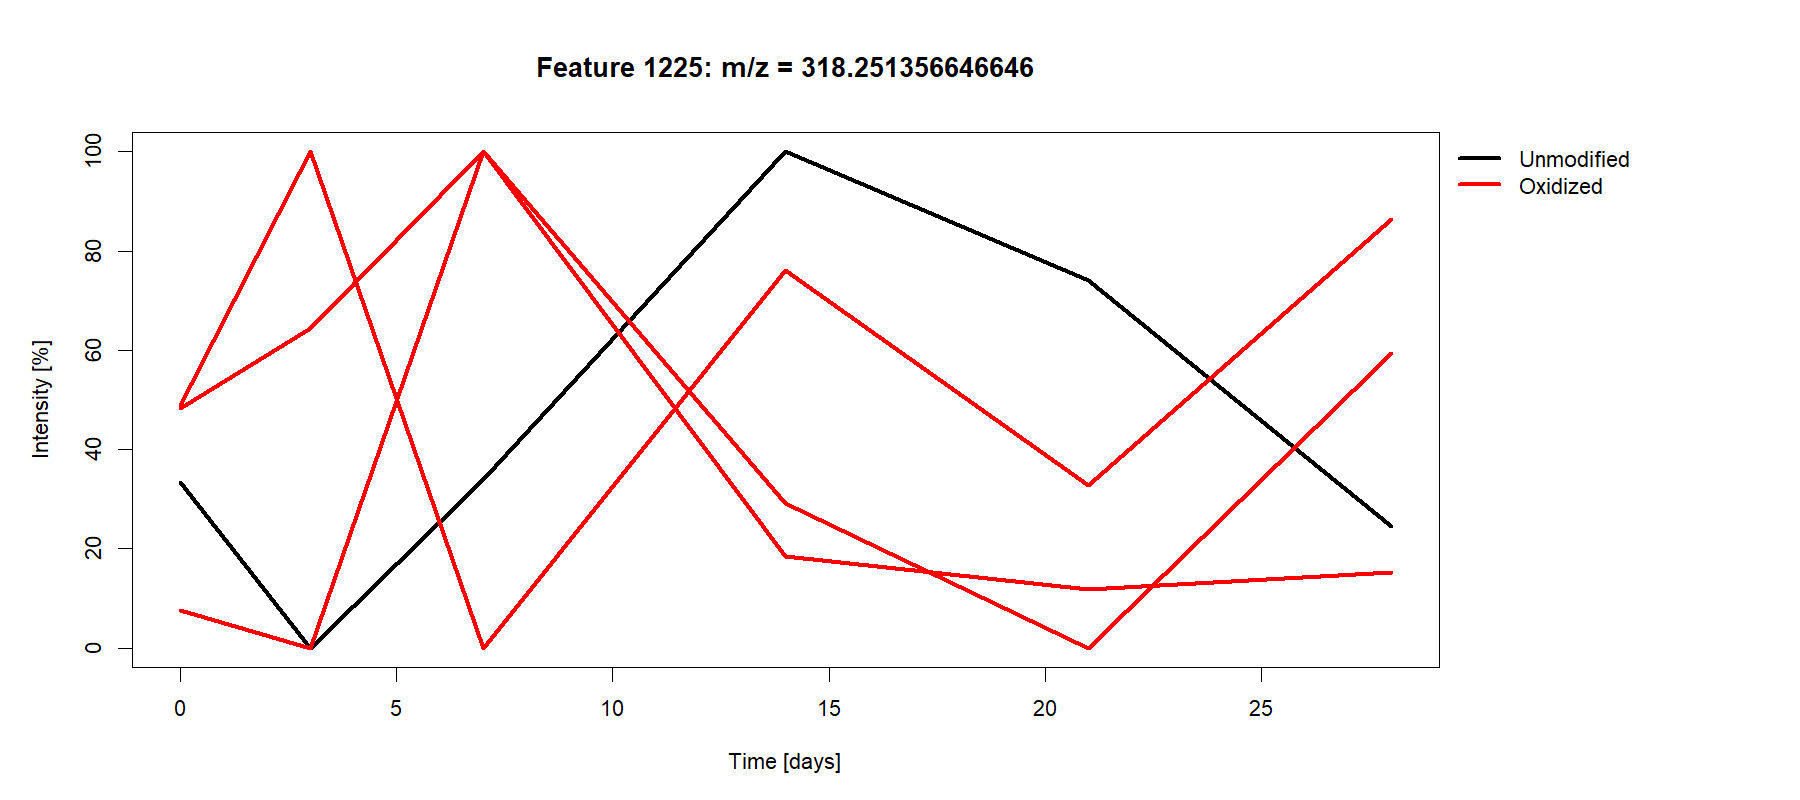 Feature 1225: m/z = 318.251356646646
Unmodified
Oxidized
Intensity [%]
100
80
60
40
20
0
0 5 10 15 20 25
Time [days]